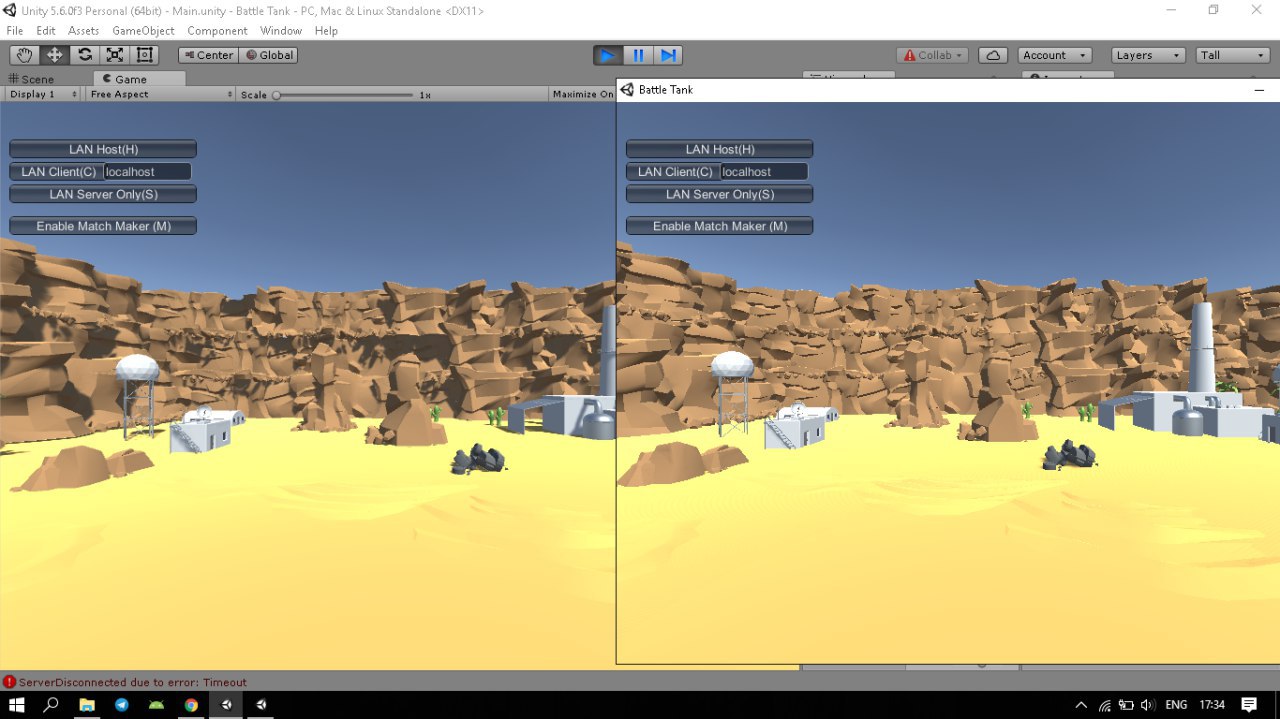 Unity 5.6.0f3 Personal (64bit) - Main.unity - Battle Tank - PC, Mac & Linux Standalone <DX11>
File Edit Assets GameObject Component Window Help
Center Global Collab Account Layers Tall
Scene Game
Display 1 Free Aspect Scale 1x Maximize On
Battle Tank
LAN Host(H)
LAN Client(C) localhost
LAN Server Only(S)
Enable Match Maker (M)
LAN Host(H)
LAN Client(C) localhost
LAN Server Only(S)
Enable Match Maker (M)
ServerDisconnected due to error: Timeout
ENG 17:34